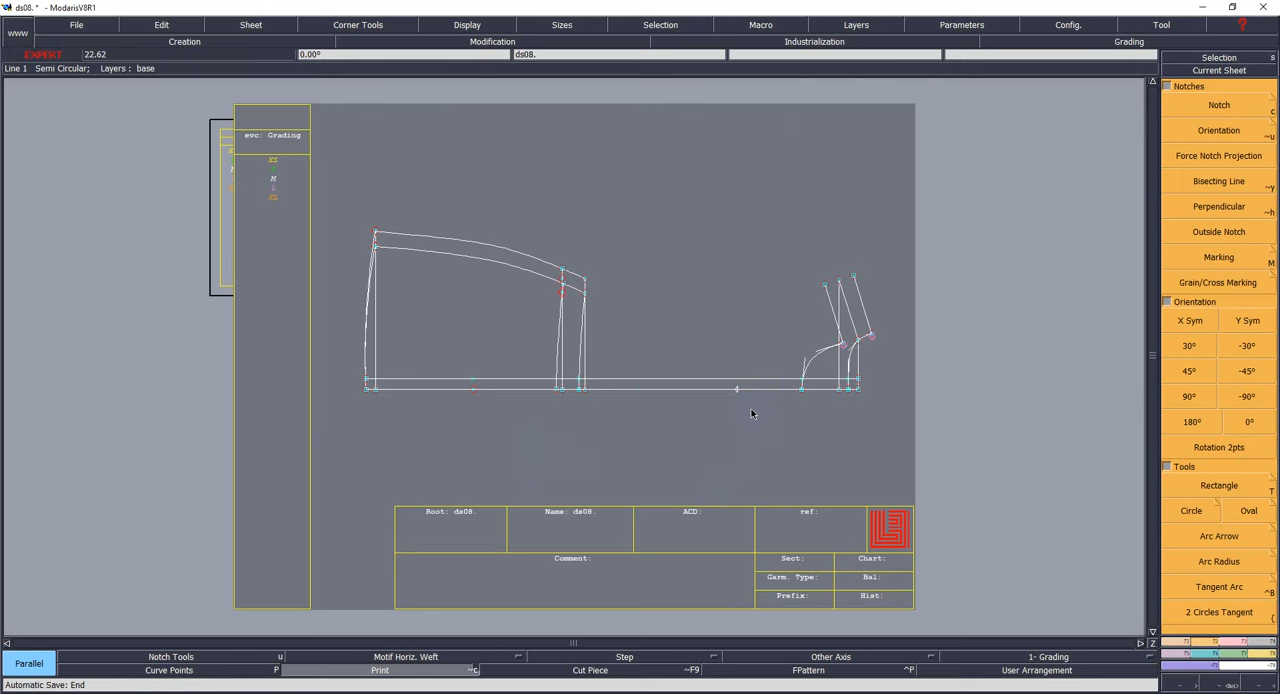 ds08. * - ModarisV8R1
www
File
Edit
Sheet
Corner Tools
Display
Sizes
Selection
Macro
Layers
Parameters
Config.
Tool
?
Creation
Modification
Industrialization
Grading
EXPERT
22.62
0.00°
ds08.
Line 1 Semi Circular; Layers : base
Selection s
Current Sheet
Notches
Notch c
Orientation ~u
Force Notch Projection
Bisecting Line ~y
Perpendicular ~h
Outside Notch
Marking M
Grain/Cross Marking
Orientation
X Sym Y Sym
30° -30°
45° -45°
90° -90°
180° 0°
Rotation 2pts
Tools
Rectangle T
Circle Oval
Arc Arrow
Arc Radius
Tangent Arc ^B
2 Circles Tangent {
evc: Grading
XS
M
L
XL
Root: ds08.
Name: ds08.
ACD:
ref:
Comment:
Sect:
Chart:
Garm. Type:
Bal:
Prefix:
Hist:
Z
Parallel
Notch Tools u
Motif Horiz. Weft
Step
Other Axis
1- Grading
Curve Points P
Print ~c
Cut Piece ~F9
FPattern ^P
User Arrangement
Automatic Save: End